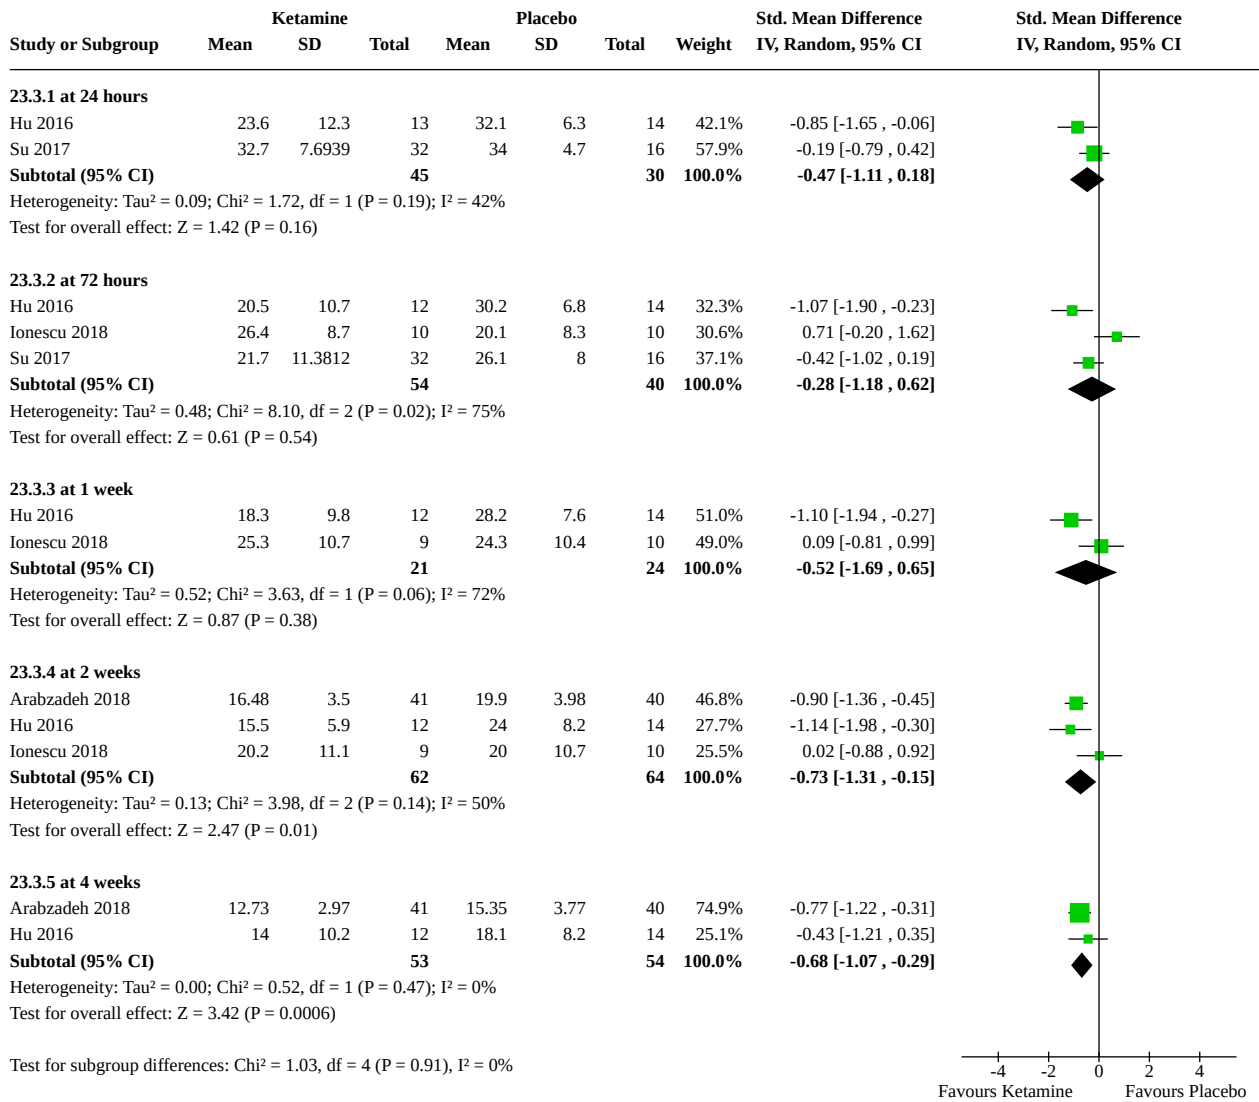 Ketamine Placebo Std. Mean Difference Std. Mean Difference
Study or Subgroup Mean SD Total Mean SD Total Weight IV, Random, 95% CI IV, Random, 95% CI
23.3.1 at 24 hours
Hu 2016 23.6 12.3 13 32.1 6.3 14 42.1% -0.85 [-1.65 , -0.06]
Su 2017 32.7 7.6939 32 34 4.7 16 57.9% -0.19 [-0.79 , 0.42]
Subtotal (95% CI) 45 30 100.0% -0.47 [-1.11 , 0.18]
Heterogeneity: Tau² = 0.09; Chi² = 1.72, df = 1 (P = 0.19); I² = 42%
Test for overall effect: Z = 1.42 (P = 0.16)
23.3.2 at 72 hours
Hu 2016 20.5 10.7 12 30.2 6.8 14 32.3% -1.07 [-1.90 , -0.23]
Ionescu 2018 26.4 8.7 10 20.1 8.3 10 30.6% 0.71 [-0.20 , 1.62]
Su 2017 21.7 11.3812 32 26.1 8 16 37.1% -0.42 [-1.02 , 0.19]
Subtotal (95% CI) 54 40 100.0% -0.28 [-1.18 , 0.62]
Heterogeneity: Tau² = 0.48; Chi² = 8.10, df = 2 (P = 0.02); I² = 75%
Test for overall effect: Z = 0.61 (P = 0.54)
23.3.3 at 1 week
Hu 2016 18.3 9.8 12 28.2 7.6 14 51.0% -1.10 [-1.94 , -0.27]
Ionescu 2018 25.3 10.7 9 24.3 10.4 10 49.0% 0.09 [-0.81 , 0.99]
Subtotal (95% CI) 21 24 100.0% -0.52 [-1.69 , 0.65]
Heterogeneity: Tau² = 0.52; Chi² = 3.63, df = 1 (P = 0.06); I² = 72%
Test for overall effect: Z = 0.87 (P = 0.38)
23.3.4 at 2 weeks
Arabzadeh 2018 16.48 3.5 41 19.9 3.98 40 46.8% -0.90 [-1.36 , -0.45]
Hu 2016 15.5 5.9 12 24 8.2 14 27.7% -1.14 [-1.98 , -0.30]
Ionescu 2018 20.2 11.1 9 20 10.7 10 25.5% 0.02 [-0.88 , 0.92]
Subtotal (95% CI) 62 64 100.0% -0.73 [-1.31 , -0.15]
Heterogeneity: Tau² = 0.13; Chi² = 3.98, df = 2 (P = 0.14); I² = 50%
Test for overall effect: Z = 2.47 (P = 0.01)
23.3.5 at 4 weeks
Arabzadeh 2018 12.73 2.97 41 15.35 3.77 40 74.9% -0.77 [-1.22 , -0.31]
Hu 2016 14 10.2 12 18.1 8.2 14 25.1% -0.43 [-1.21 , 0.35]
Subtotal (95% CI) 53 54 100.0% -0.68 [-1.07 , -0.29]
Heterogeneity: Tau² = 0.00; Chi² = 0.52, df = 1 (P = 0.47); I² = 0%
Test for overall effect: Z = 3.42 (P = 0.0006)
Test for subgroup differences: Chi² = 1.03, df = 4 (P = 0.91), I² = 0%
-4 -2 0 2 4
Favours Ketamine Favours Placebo